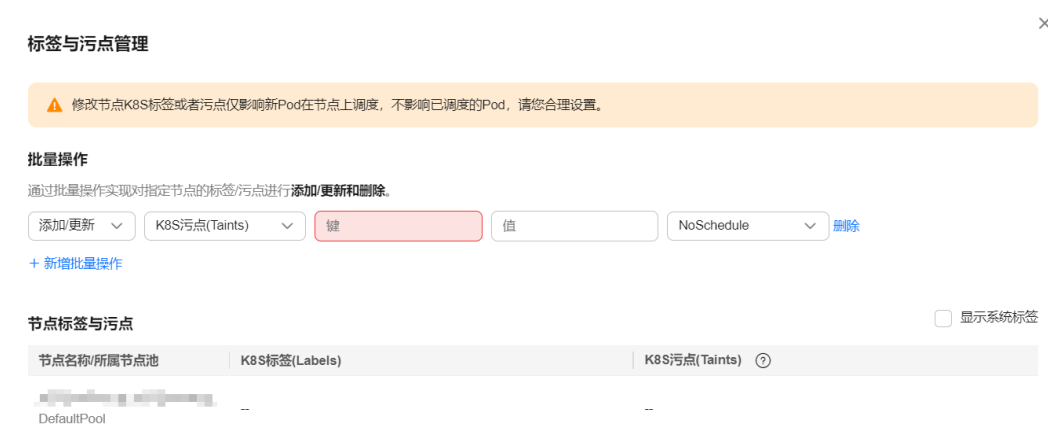 标签与污点管理
修改节点K8S标签或者污点仅影响新Pod在节点上调度，不影响已调度的Pod，请您合理设置。
批量操作
通过批量操作实现对指定节点的标签/污点进行添加/更新和删除。
添加/更新 K8S污点(Taints) 键 值 NoSchedule 删除
+ 新增批量操作
节点标签与污点 显示系统标签
节点名称/所属节点池 K8S标签(Labels) K8S污点(Taints) ?
-- --
DefaultPool